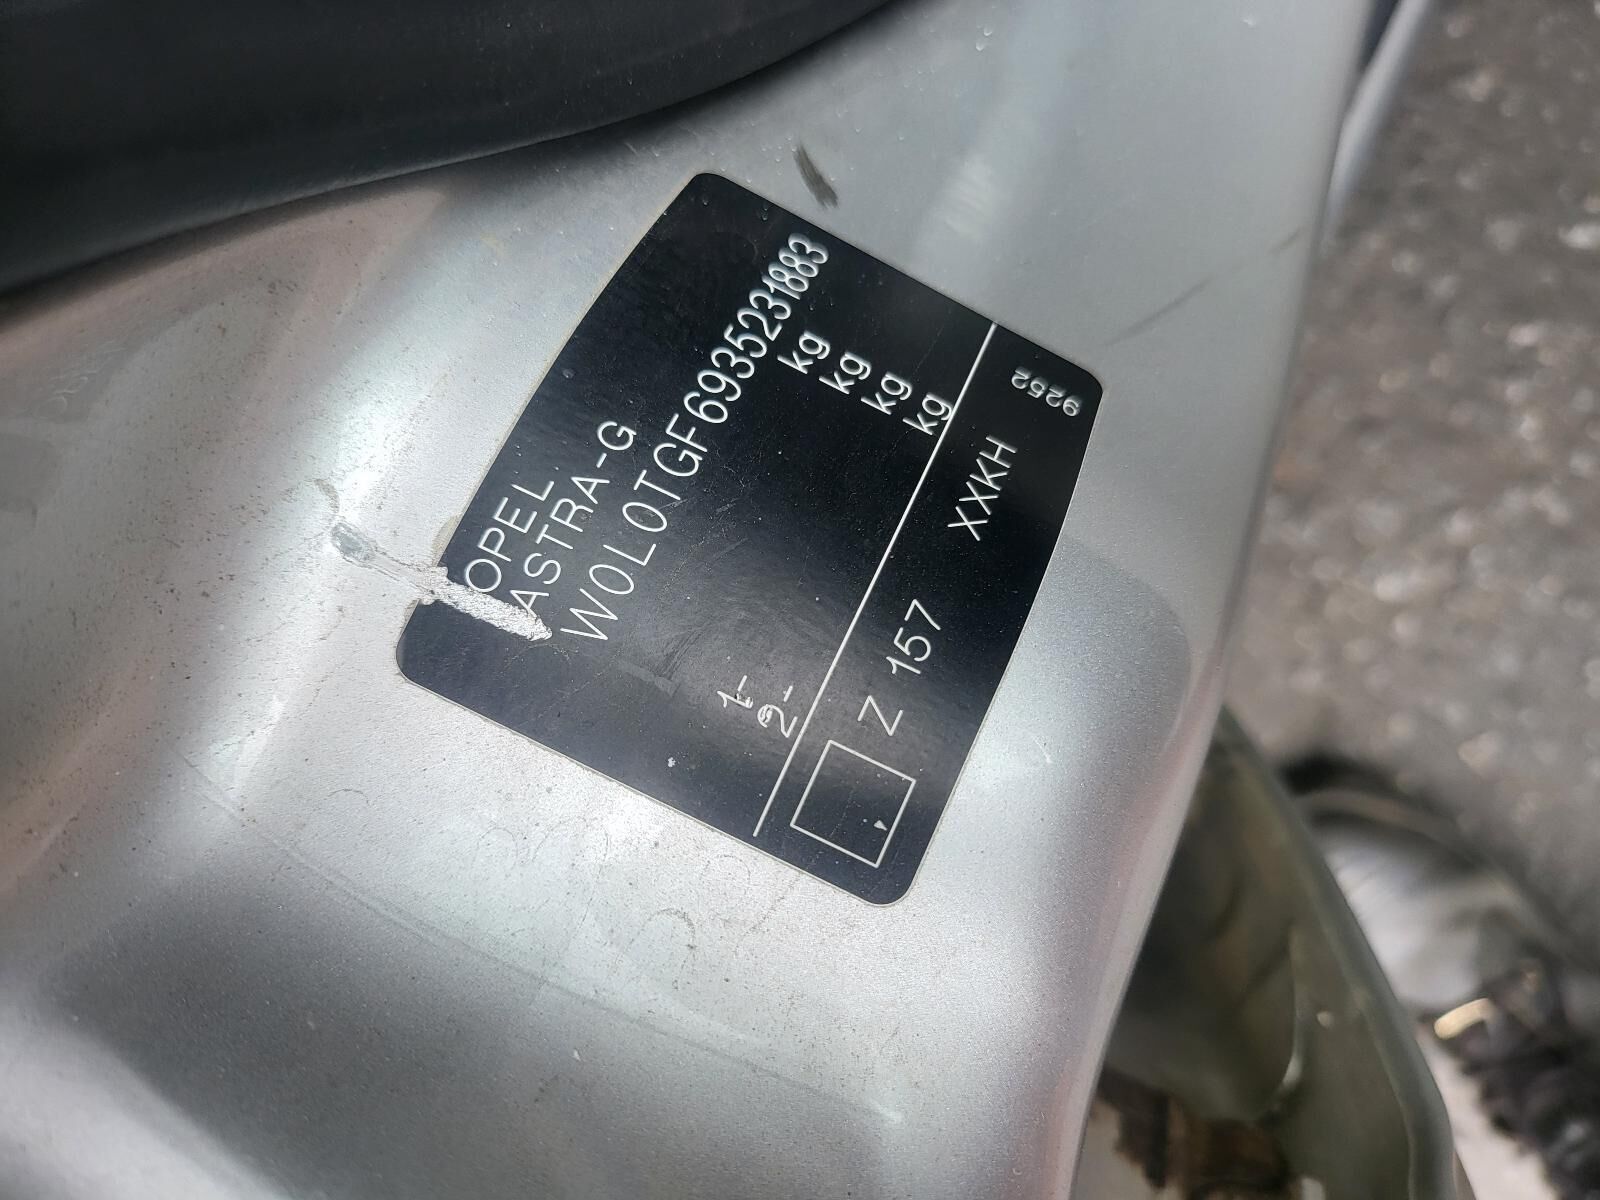 OPEL
ASTRA-G
W0L0TGF6935231883
kg
kg
1- kg
2- kg
Z 157 XXKH
9252